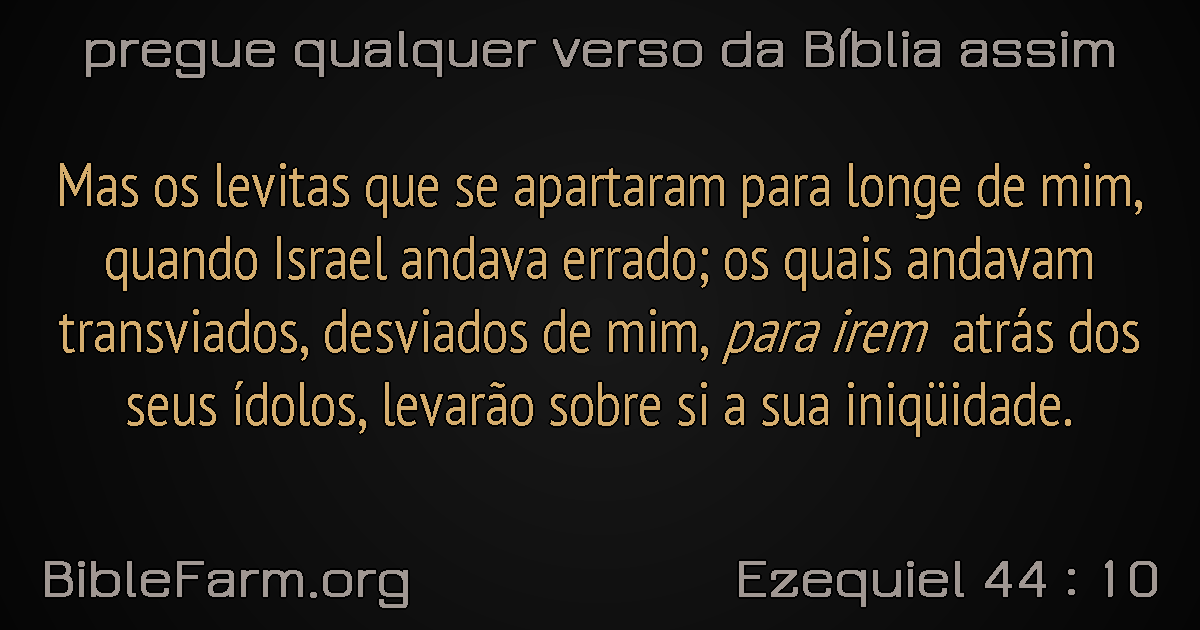 pregue qualquer verso da Bíblia assim
Mas os levitas que se apartaram para longe de mim,
quando Israel andava errado; os quais andavam
transviados, desviados de mim, para irem atrás dos
seus ídolos, levarão sobre si a sua iniqüidade.
BibleFarm.org
Ezequiel 44 : 10